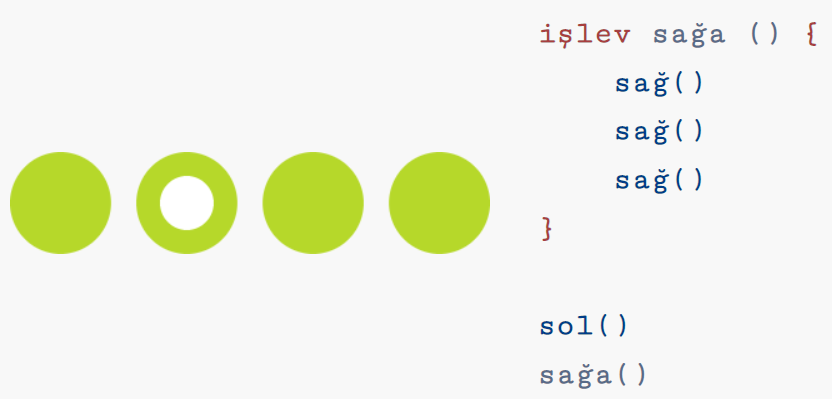 işlev sağa () {
sağ()
sağ()
sağ()
}
sol()
sağa()